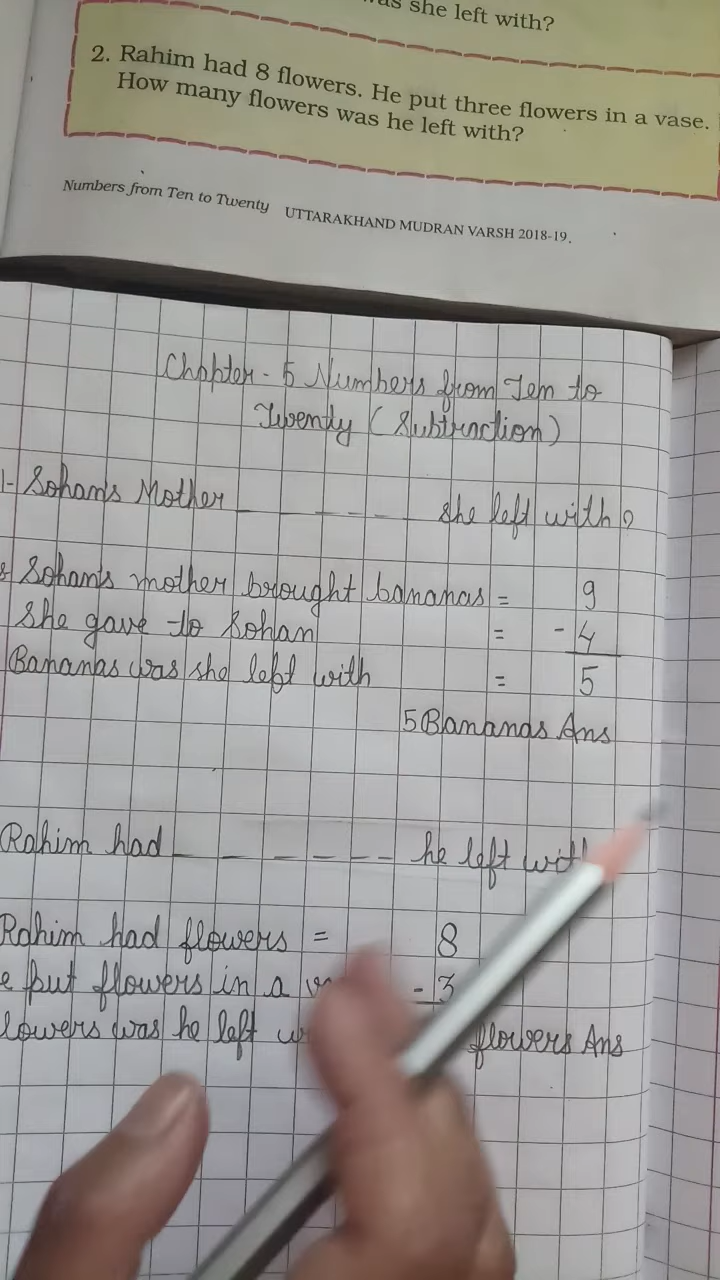 she left with?
2. Rahim had 8 flowers. He put three flowers in a vase.
How many flowers was he left with?
Numbers from Ten to Twenty UTTARAKHAND MUDRAN VARSH 2018-19.
Chapter - 5 Numbers from Ten to
Twenty (Subtraction)
1- Sohan's Mother _ _ _ _ _ she left with?
Sohan's mother brought bananas = 9
She gave to Sohan = - 4
Bananas was she left with = 5
5 Bananas Ans
Rahim had _ _ _ _ _ _ he left
Rahim had flowers = 8
put flowers in a - 3
was he left flowers Ans